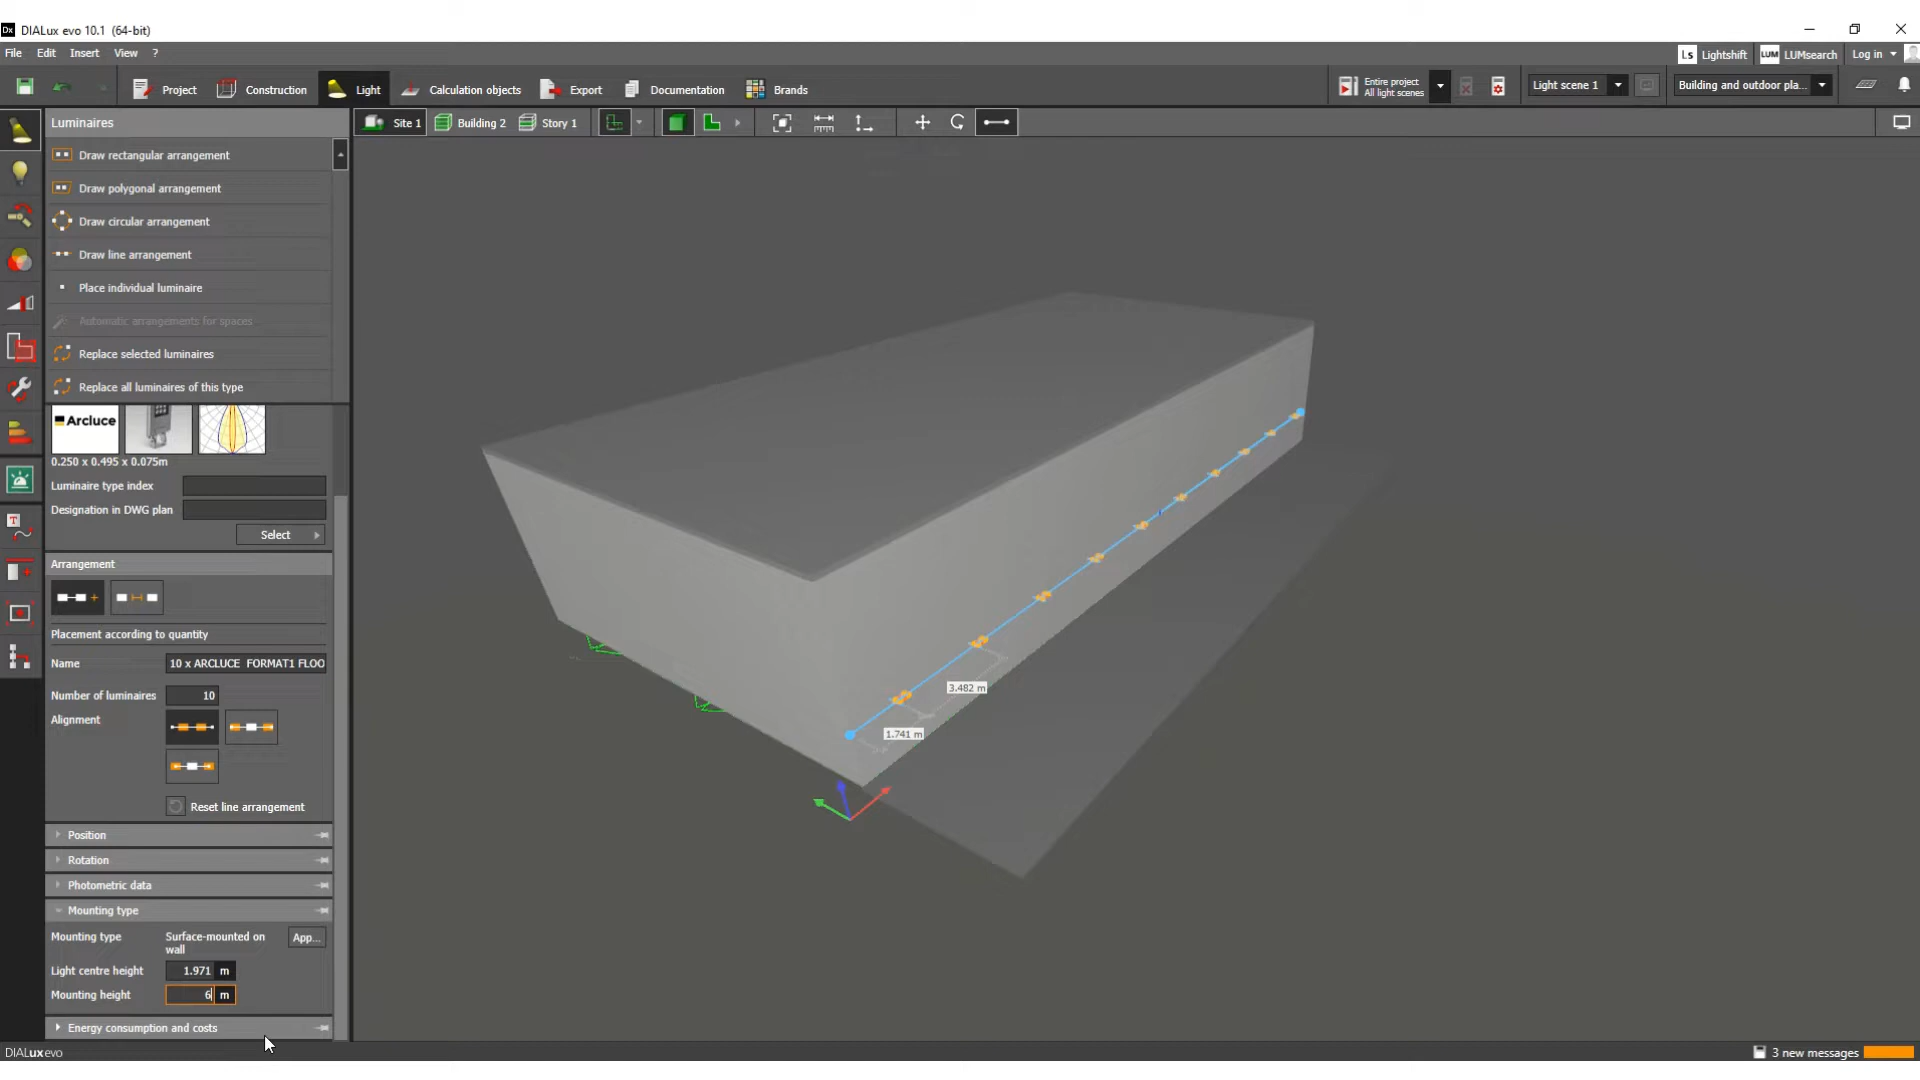 Dx DIALux evo 10.1 (64-bit)
File Edit Insert View ?
Ls Lightshift LUM LUMsearch Log in
Project Construction Light Calculation objects Export Documentation Brands
Entire project
All light scenes
Light scene 1
Building and outdoor pla...
Luminaires
Site 1 Building 2 Story 1
Draw rectangular arrangement
Draw polygonal arrangement
Draw circular arrangement
Draw line arrangement
Place individual luminaire
Automatic arrangements for spaces
Replace selected luminaires
Replace all luminaires of this type
Arcluce
0.250 x 0.495 x 0.075m
Luminaire type index
Designation in DWG plan
Select
Arrangement
Placement according to quantity
Name 10 x ARCLUCE FORMAT1 FLOO
Number of luminaires 10
Alignment
Reset line arrangement
Position
Rotation
Photometric data
Mounting type
Mounting type Surface-mounted on wall App...
Light centre height 1.971 m
Mounting height 6 m
Energy consumption and costs
3.482 m
1.741 m
DIALux evo
3 new messages